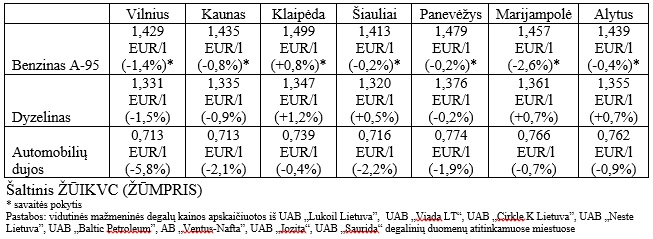 Vilnius Kaunas Klaipėda Šiauliai Panevėžys Marijampolė Alytus
1,429 1,435 1,499 1,413 1,479 1,457 1,439
EUR/l EUR/l EUR/l EUR/l EUR/l EUR/l EUR/l
Benzinas A-95 (-1,4%)* (-0,8%)* (+0,8%)* (-0,2%)* (-0,2%)* (-2,6%)* (-0,4%)*
1,331 1,335 1,347 1,320 1,376 1,361 1,355
EUR/l EUR/l EUR/l EUR/l EUR/l EUR/l EUR/l
Dyzelinas (-1,5%) (-0,9%) (+1,2%) (+0,5%) (-0,2%) (+0,7%) (+0,7%)
0,713 0,713 0,739 0,716 0,774 0,766 0,762
Automobilių EUR/l EUR/l EUR/l EUR/l EUR/l EUR/l EUR/l
dujos (-5,8%) (-2,1%) (-0,4%) (-2,2%) (-1,9%) (-0,7%) (-0,9%)
Šaltinis ŽŪIKVC (ŽŪMPRIS)
* savaitės pokytis
Pastabos: vidutinės mažmeninės degalų kainos apskaičiuotos iš UAB „Lukoil Lietuva", UAB „Viada LT“, UAB „Cirkle K Lietuva“, UAB „Neste
Lietuva“, UAB „Baltic Petroleum”, AB „Ventus-Nafta”, UAB „Jozita“, UAB „Saurida“ degalinių duomenų atitinkamuose miestuose